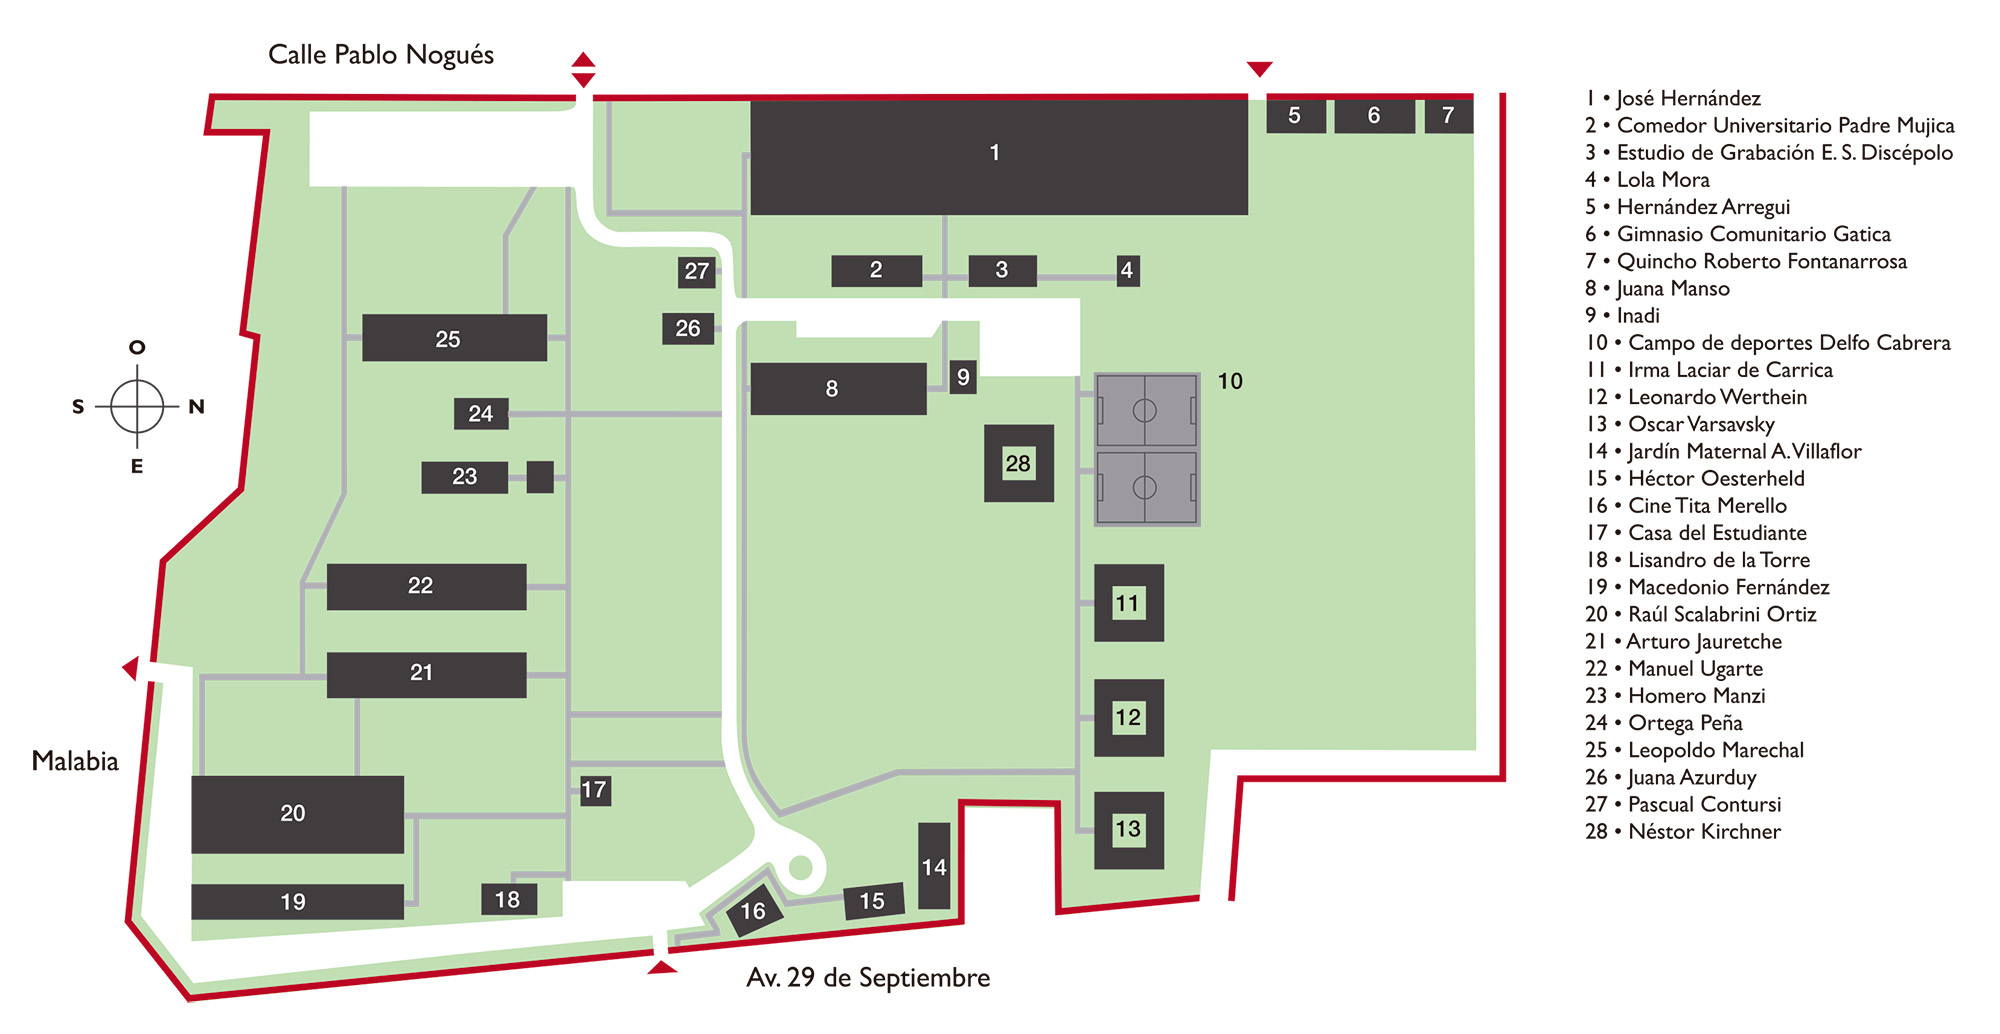 Calle Pablo Nogués
1
5
6
7
27
2
3
4
26
25
8
9
10
24
28
23
22
11
21
12
17
20
13
14
19
18
16
15
O
S
N
E
Malabia
Av. 29 de Septiembre
1 • José Hernández
2 • Comedor Universitario Padre Mujica
3 • Estudio de Grabación E. S. Discépolo
4 • Lola Mora
5 • Hernández Arregui
6 • Gimnasio Comunitario Gatica
7 • Quincho Roberto Fontanarrosa
8 • Juana Manso
9 • Inadi
10 • Campo de deportes Delfo Cabrera
11 • Irma Laciar de Carrica
12 • Leonardo Werthein
13 • Oscar Varsavsky
14 • Jardín Maternal A. Villaflor
15 • Héctor Oesterheld
16 • Cine Tita Merello
17 • Casa del Estudiante
18 • Lisandro de la Torre
19 • Macedonio Fernández
20 • Raúl Scalabrini Ortiz
21 • Arturo Jauretche
22 • Manuel Ugarte
23 • Homero Manzi
24 • Ortega Peña
25 • Leopoldo Marechal
26 • Juana Azurduy
27 • Pascual Contursi
28 • Néstor Kirchner